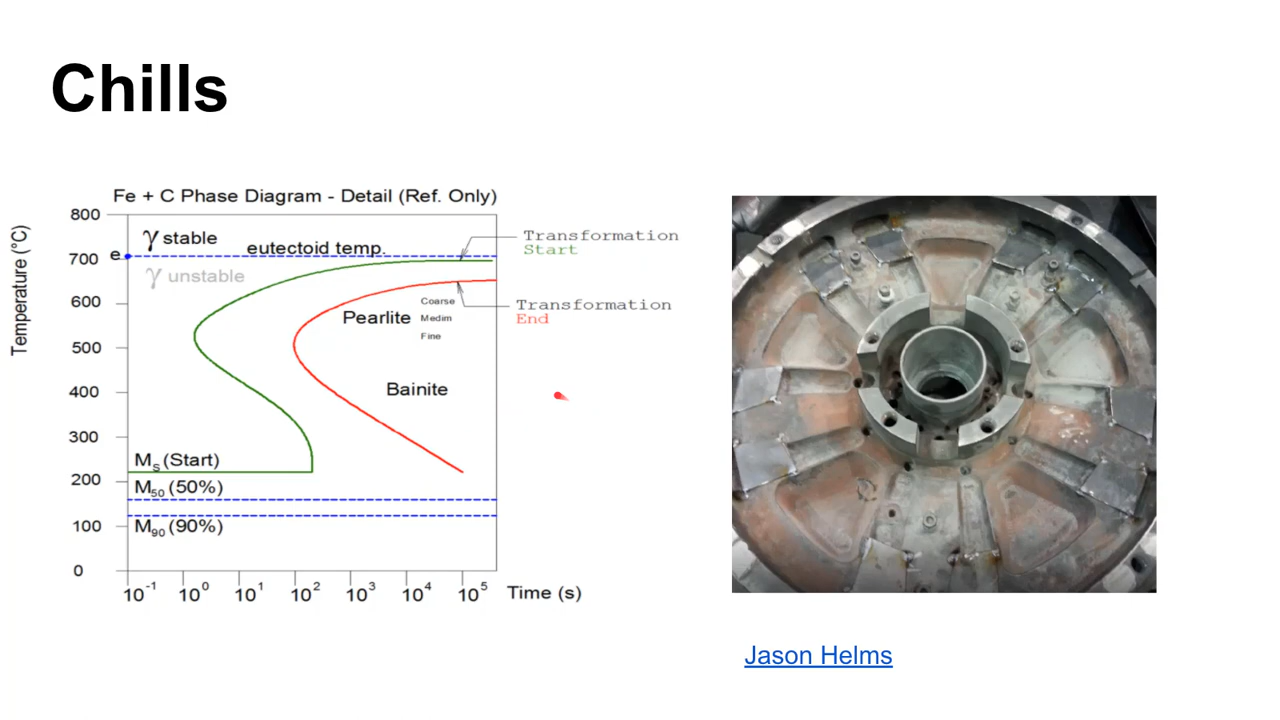 Chills
Fe + C Phase Diagram - Detail (Ref. Only)
Temperature (°C)
800
700
600
500
400
300
200
100
0
e
γ stable
eutectoid temp.
γ unstable
Transformation
Start
Transformation
End
Pearlite
Coarse
Medim
Fine
Bainite
Ms (Start)
M50 (50%)
M90 (90%)
10-1 100 101 102 103 104 105 Time (s)
Jason Helms